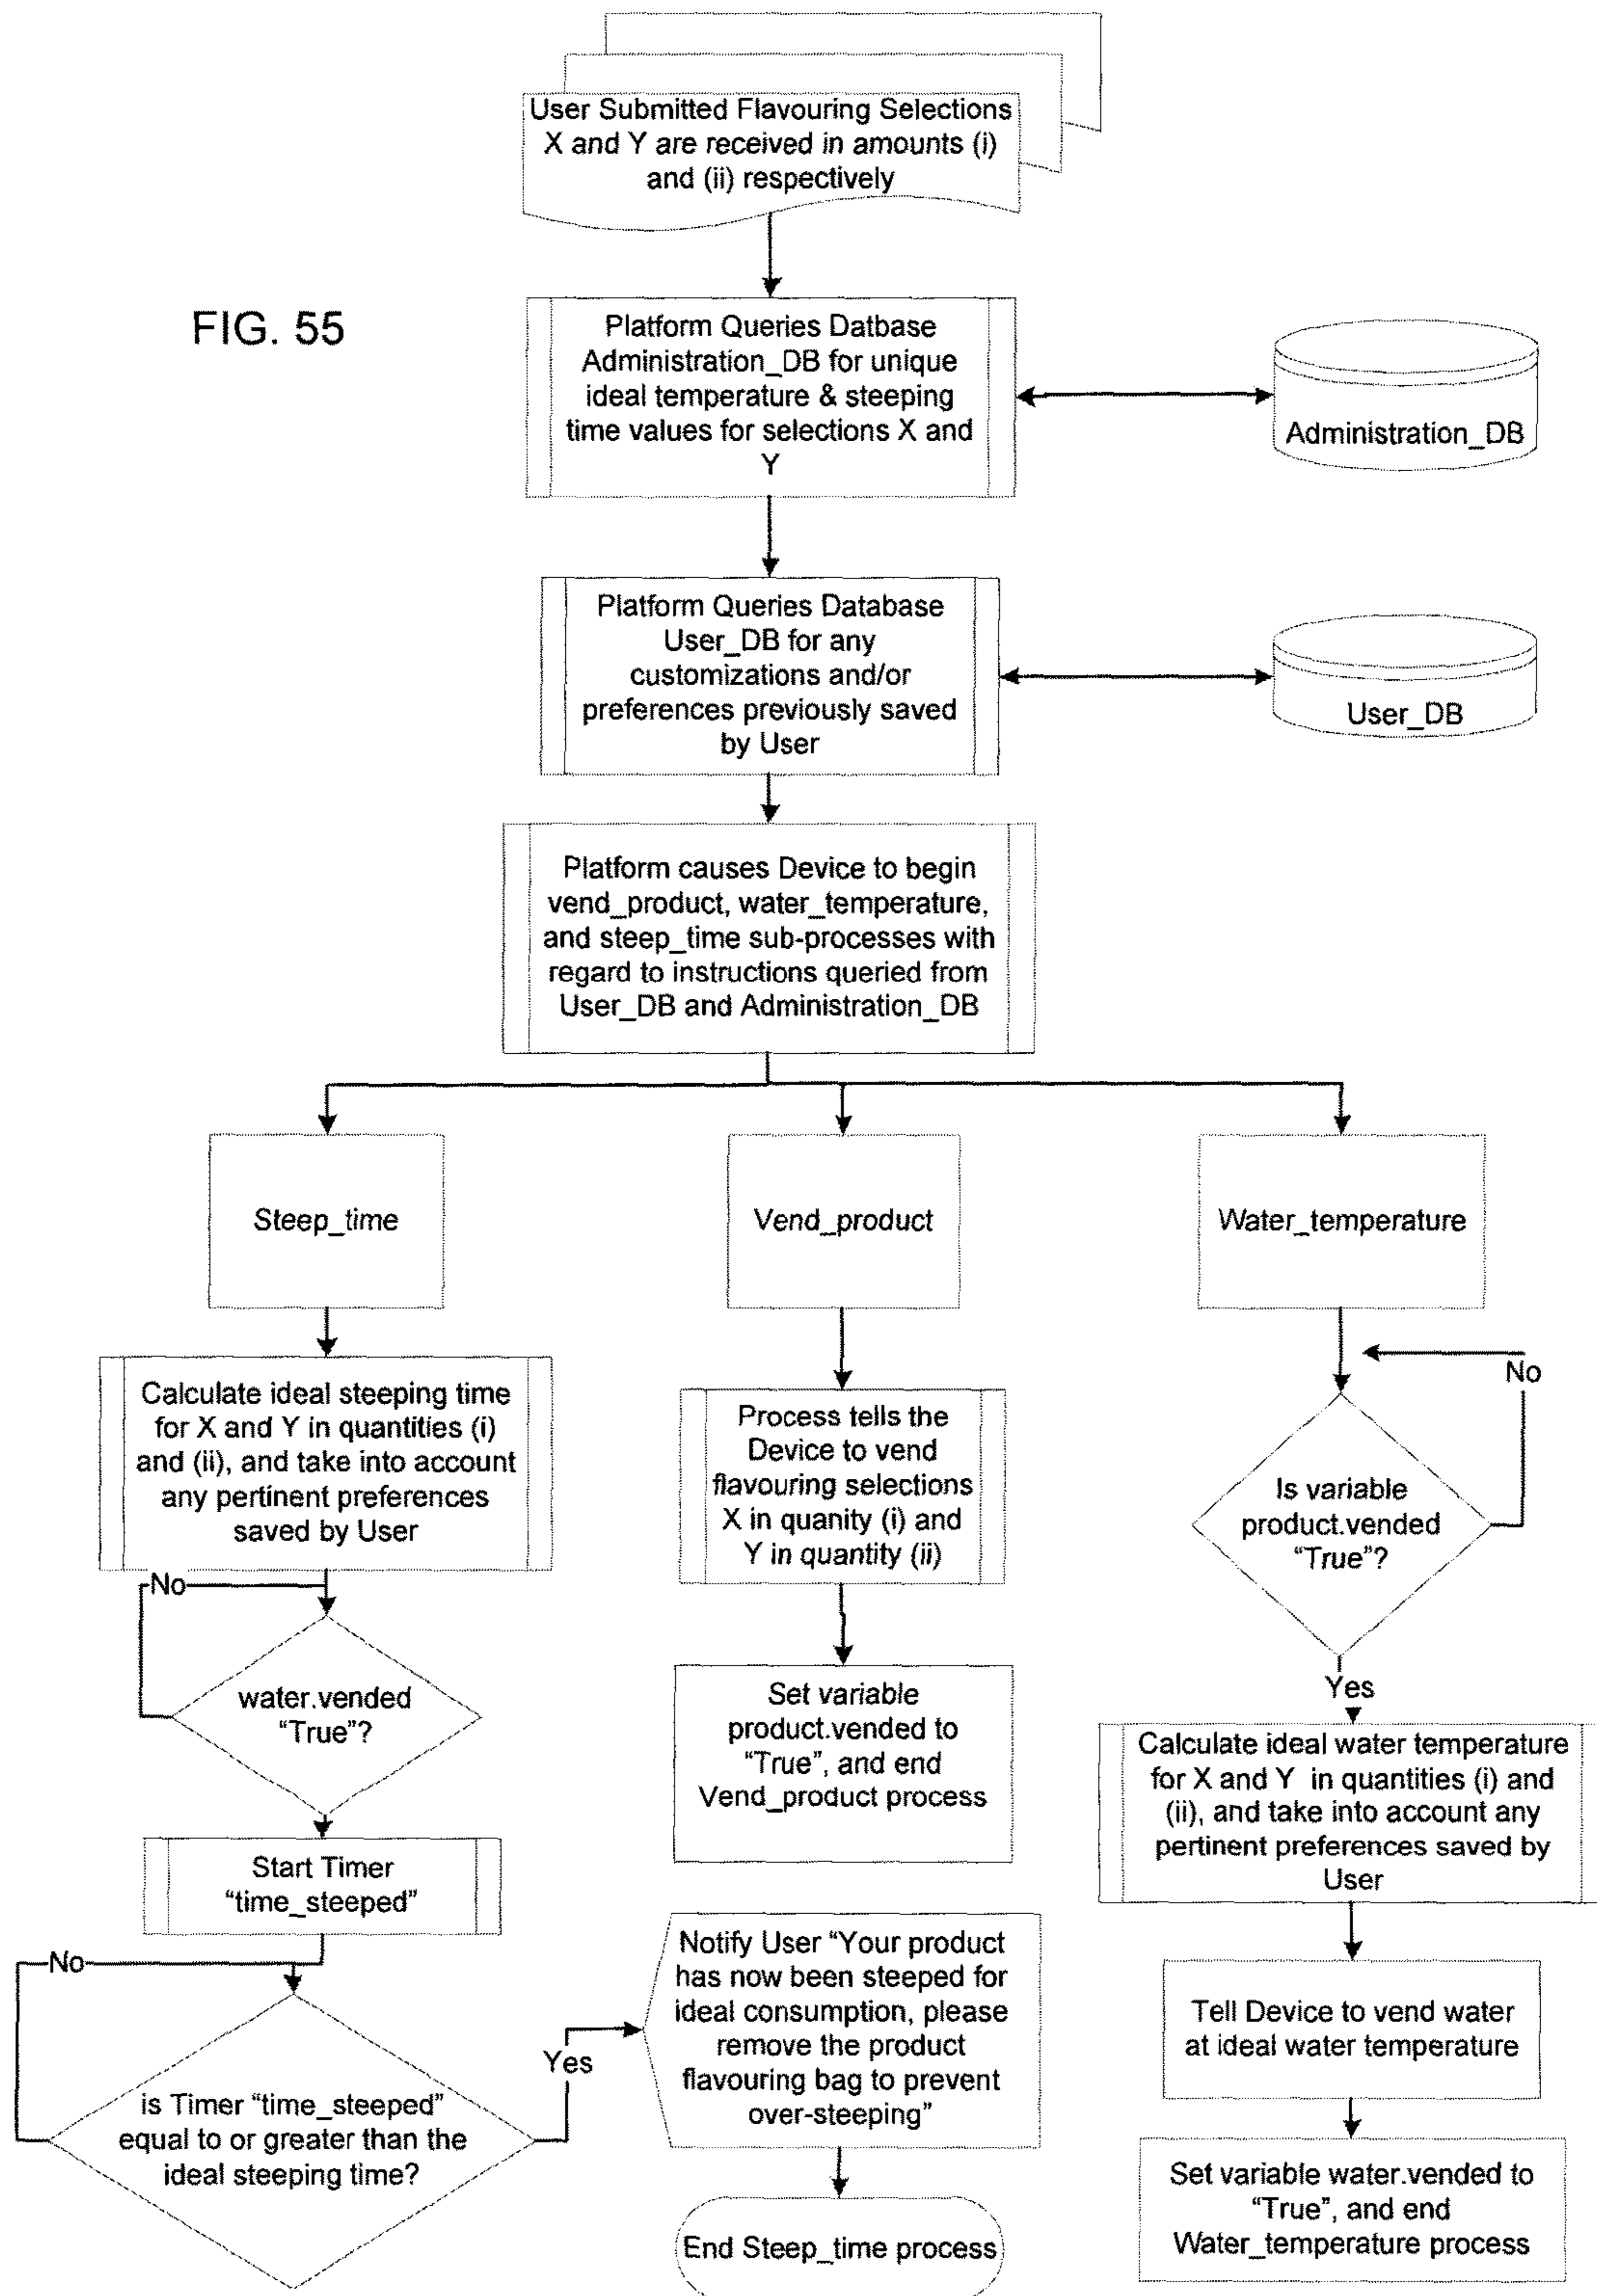 User Submitted Flavouring Selections
X and Y are received in amounts (i)
and (ii) respectively
FIG. 55
Platform Queries Datbase
Administration_DB for unique
ideal temperature & steeping
time values for selections X and
Y
Administration_DB
Platform Queries Database
User_DB for any
customizations and/or
preferences previously saved
by User
User_DB
Platform causes Device to begin
vend_product, water_temperature,
and steep_time sub-processes with
regard to instructions queried from
User_DB and Administration_DB
Steep_time
Vend_product
Water_temperature
Calculate ideal steeping time
for X and Y in quantities (i)
and (ii), and take into account
any pertinent preferences
saved by User
No
water.vended
“True”?
Start Timer
“time_steeped”
No
is Timer “time_steeped”
equal to or greater than the
ideal steeping time?
Yes
Process tells the
Device to vend
flavouring selections
X in quanity (i) and
Y in quantity (ii)
Set variable
product.vended to
“True”, and end
Vend_product process
Notify User “Your product
has now been steeped for
ideal consumption, please
remove the product
flavouring bag to prevent
over-steeping”
End Steep_time process
No
Is variable
product.vended
“True”?
Yes
Calculate ideal water temperature
for X and Y in quantities (i) and
(ii), and take into account any
pertinent preferences saved by
User
Tell Device to vend water
at ideal water temperature
Set variable water.vended to
“True”, and end
Water_temperature process